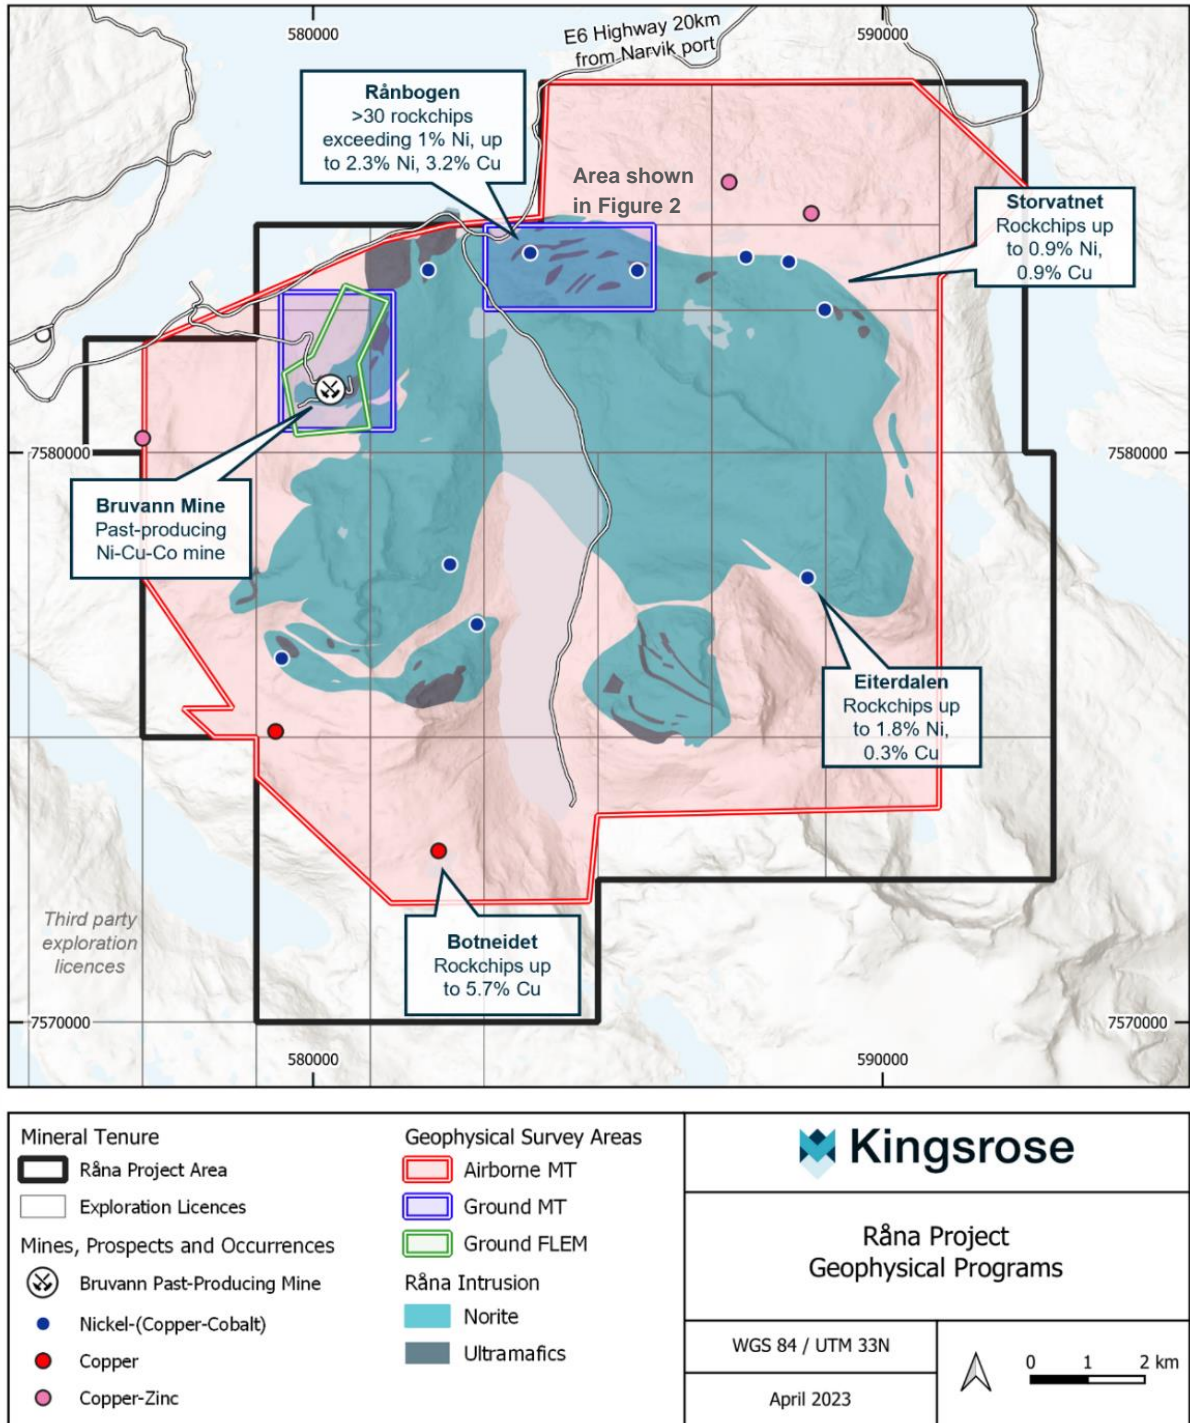 580000
590000
E6 Highway 20km
from Narvik port
Rånbogen
>30 rockchips
exceeding 1% Ni, up
to 2.3% Ni, 3.2% Cu
Area shown
in Figure 2
Storvatnet
Rockchips up
to 0.9% Ni,
0.9% Cu
7580000
7580000
Bruvann Mine
Past-producing
Ni-Cu-Co mine
Eiterdalen
Rockchips up
to 1.8% Ni,
0.3% Cu
Third party
exploration
licences
Botneidet
Rockchips up
to 5.7% Cu
7570000
7570000
580000
590000
Mineral Tenure
Råna Project Area
Exploration Licences
Mines, Prospects and Occurrences
Bruvann Past-Producing Mine
Nickel-(Copper-Cobalt)
Copper
Copper-Zinc
Geophysical Survey Areas
Airborne MT
Ground MT
Ground FLEM
Råna Intrusion
Norite
Ultramafics
Kingsrose
Råna Project
Geophysical Programs
WGS 84 / UTM 33N
April 2023
0 1 2 km